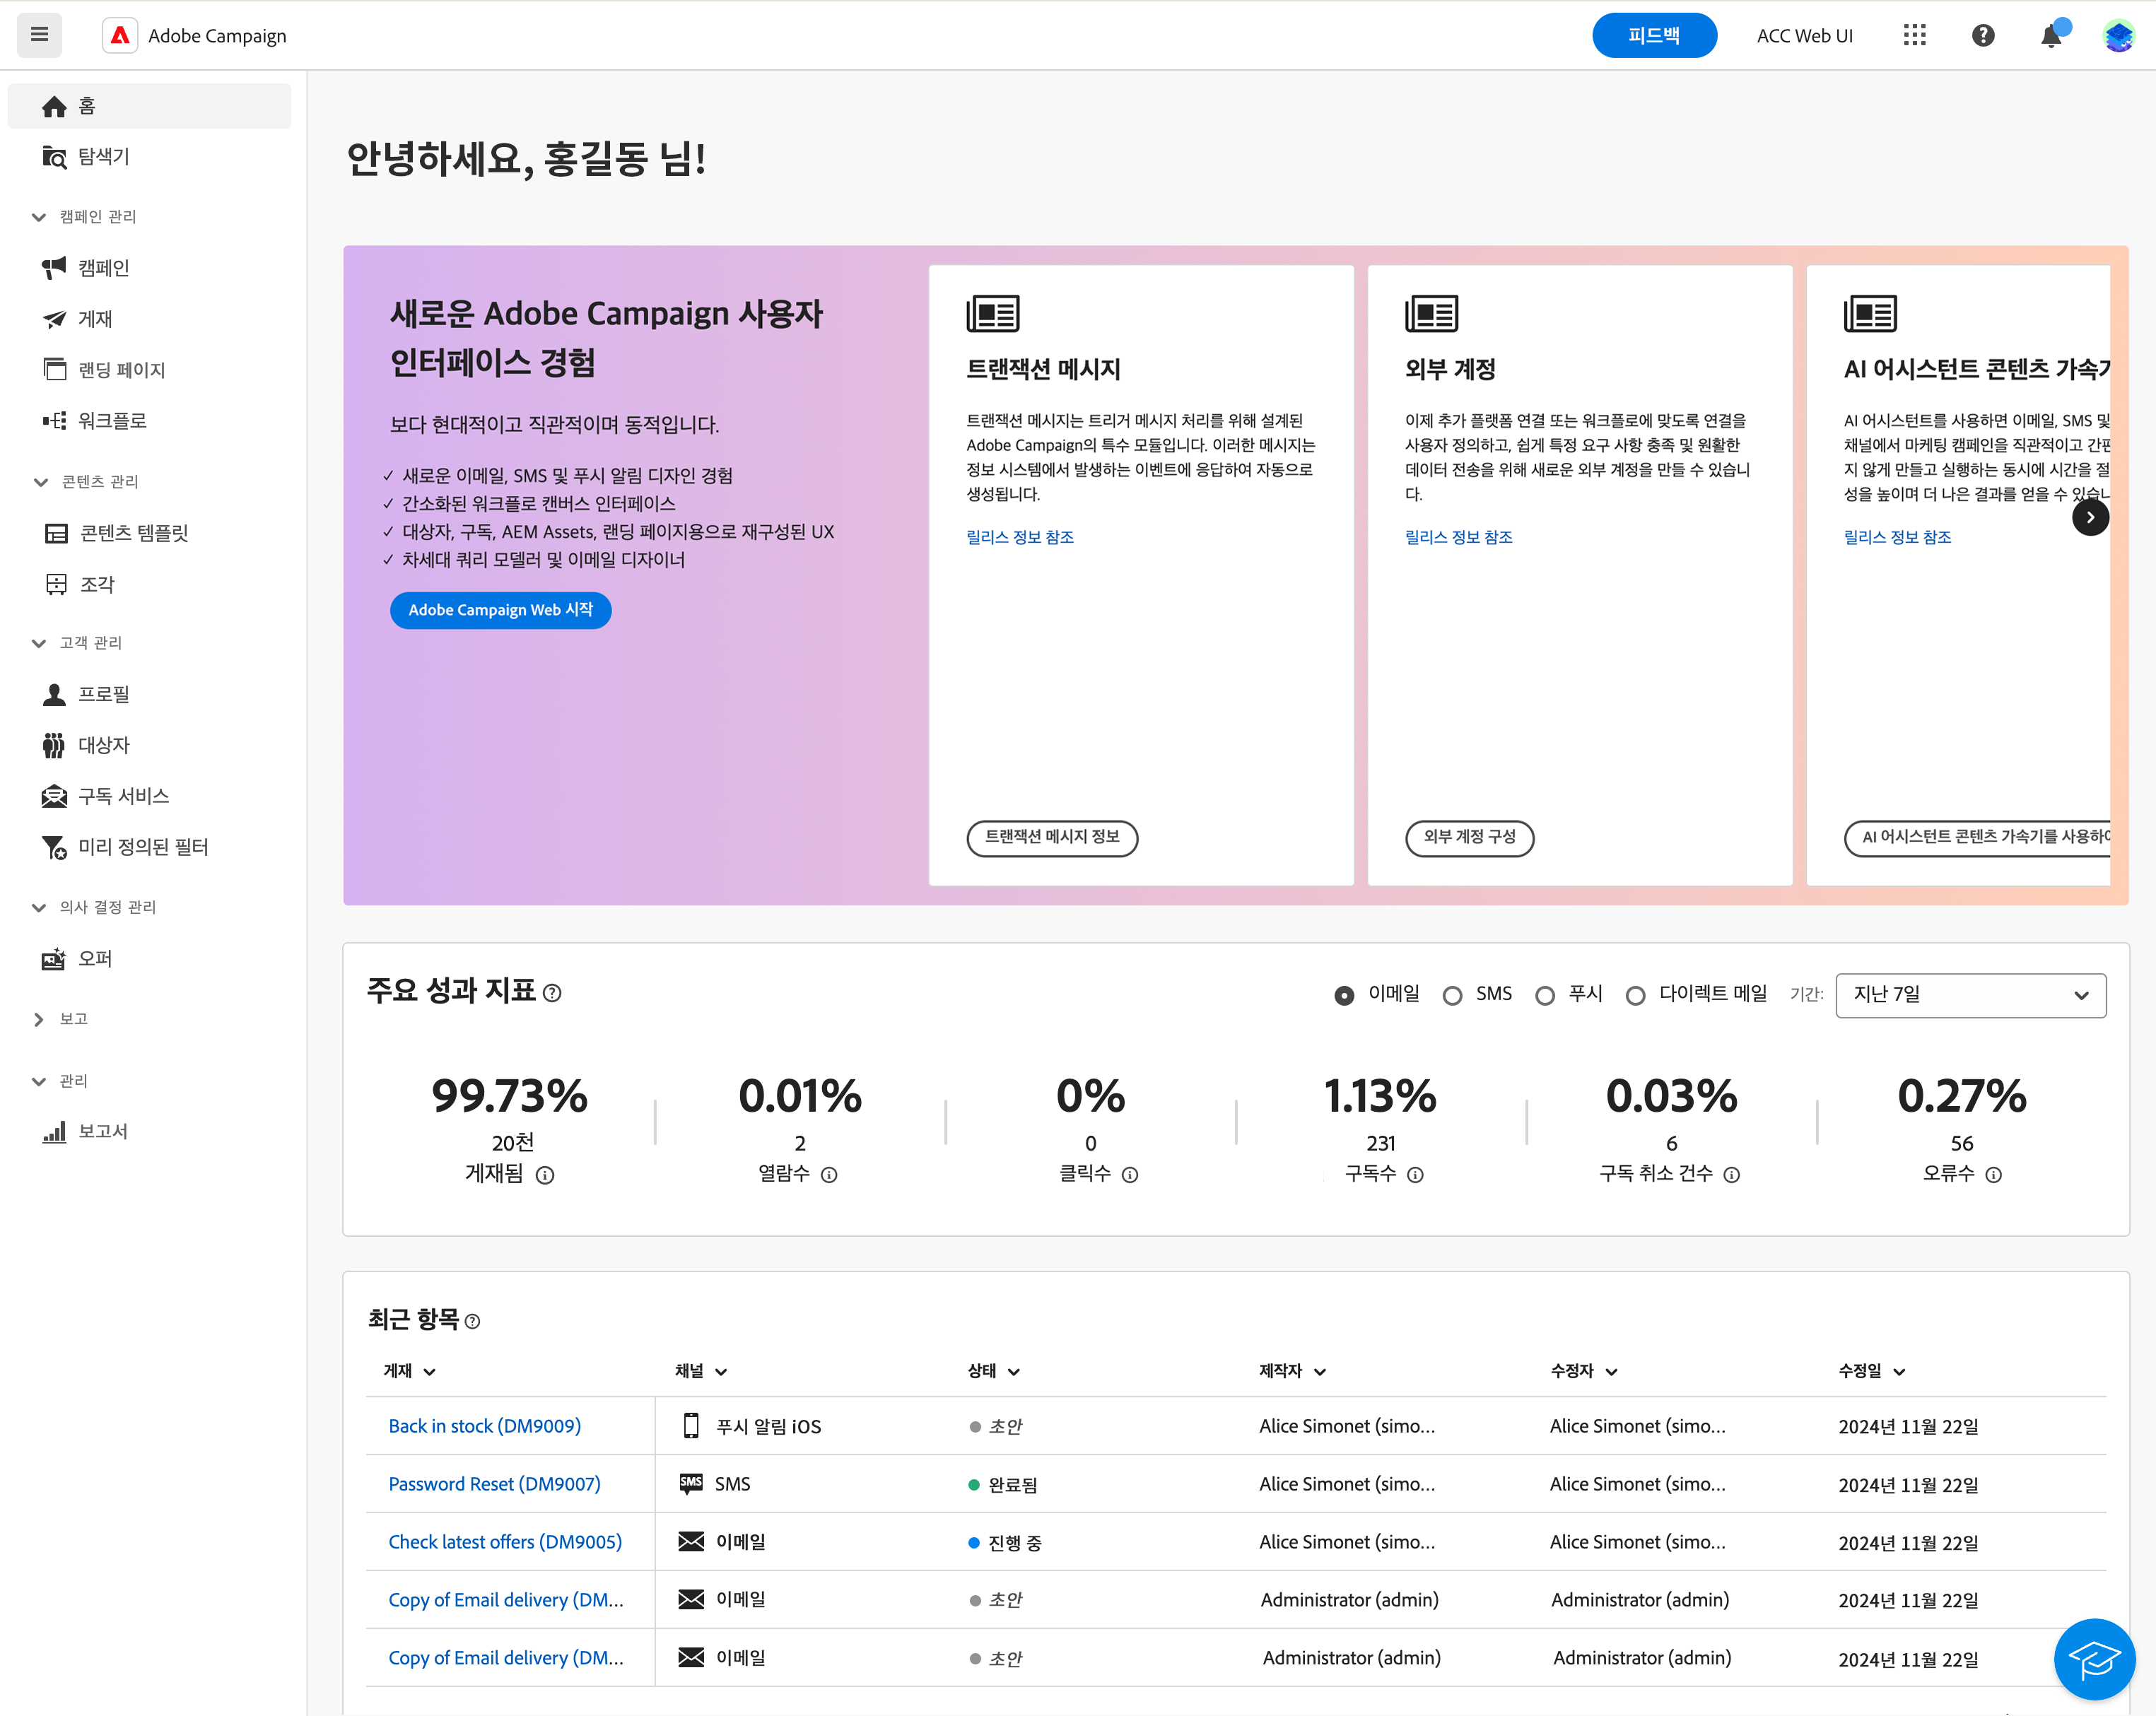 Adobe Campaign
피드백
ACC Web UI
홈
탐색기
캠페인 관리
캠페인
게재
랜딩 페이지
워크플로
콘텐츠 관리
콘텐츠 템플릿
조각
고객 관리
프로필
대상자
구독 서비스
미리 정의된 필터
의사 결정 관리
오퍼
보고
관리
보고서
안녕하세요, 홍길동 님!
새로운 Adobe Campaign 사용자
인터페이스 경험
보다 현대적이고 직관적이며 동적입니다.
✓ 새로운 이메일, SMS 및 푸시 알림 디자인 경험
✓ 간소화된 워크플로 캔버스 인터페이스
✓ 대상자, 구독, AEM Assets, 랜딩 페이지용으로 재구성된 UX
✓ 차세대 쿼리 모델러 및 이메일 디자이너
Adobe Campaign Web 시작
트랜잭션 메시지
트랜잭션 메시지는 트리거 메시지 처리를 위해 설계된
Adobe Campaign의 특수 모듈입니다. 이러한 메시지는
정보 시스템에서 발생하는 이벤트에 응답하여 자동으로
생성됩니다.
릴리스 정보 참조
트랜잭션 메시지 정보
외부 계정
이제 추가 플랫폼 연결 또는 워크플로에 맞도록 연결을
사용자 정의하고, 쉽게 특정 요구 사항 충족 및 원활한
데이터 전송을 위해 새로운 외부 계정을 만들 수 있습니
다.
릴리스 정보 참조
외부 계정 구성
AI 어시스턴트 콘텐츠 가속기
AI 어시스턴트를 사용하면 이메일, SMS 및
채널에서 마케팅 캠페인을 직관적이고 간편
지 않게 만들고 실행하는 동시에 시간을 절
성을 높이며 더 나은 결과를 얻을 수 있습니
릴리스 정보 참조
AI 어시스턴트 콘텐츠 가속기를 사용하여
주요 성과 지표
이메일 SMS 푸시 다이렉트 메일 기간: 지난 7일
99.73% 0.01% 0% 1.13% 0.03% 0.27%
20천 2 0 231 6 56
게재됨 열람수 클릭수 구독수 구독 취소 건수 오류수
최근 항목
게재 채널 상태 제작자 수정자 수정일
Back in stock (DM9009) 푸시 알림 iOS 초안 Alice Simonet (simo... Alice Simonet (simo... 2024년 11월 22일
Password Reset (DM9007) SMS SMS 완료됨 Alice Simonet (simo... Alice Simonet (simo... 2024년 11월 22일
Check latest offers (DM9005) 이메일 진행 중 Alice Simonet (simo... Alice Simonet (simo... 2024년 11월 22일
Copy of Email delivery (DM... 이메일 초안 Administrator (admin) Administrator (admin) 2024년 11월 22일
Copy of Email delivery (DM... 이메일 초안 Administrator (admin) Administrator (admin) 2024년 11월 22일